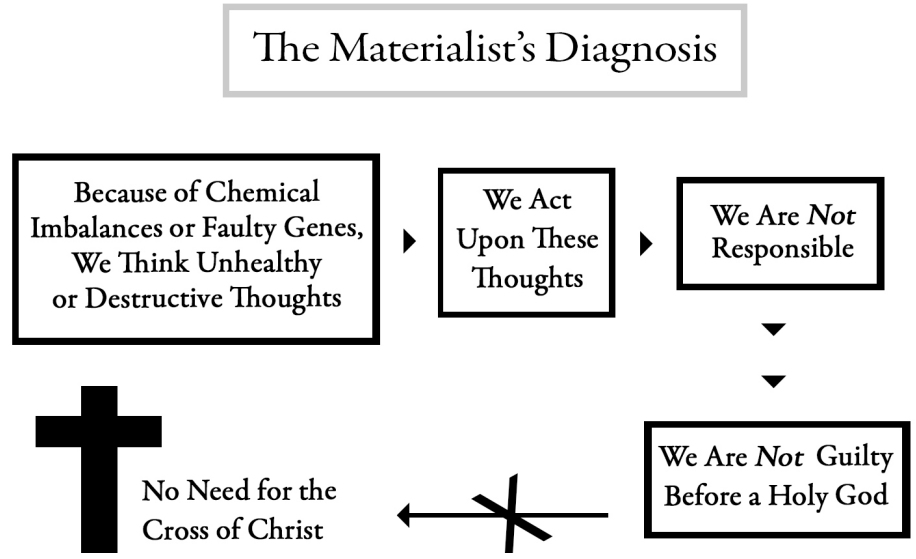 The Materialist's Diagnosis
Because of Chemical
Imbalances or Faulty Genes,
We Think Unhealthy
or Destructive Thoughts
We Act
Upon These
Thoughts
We Are Not
Responsible
We Are Not Guilty
Before a Holy God
No Need for the
Cross of Christ